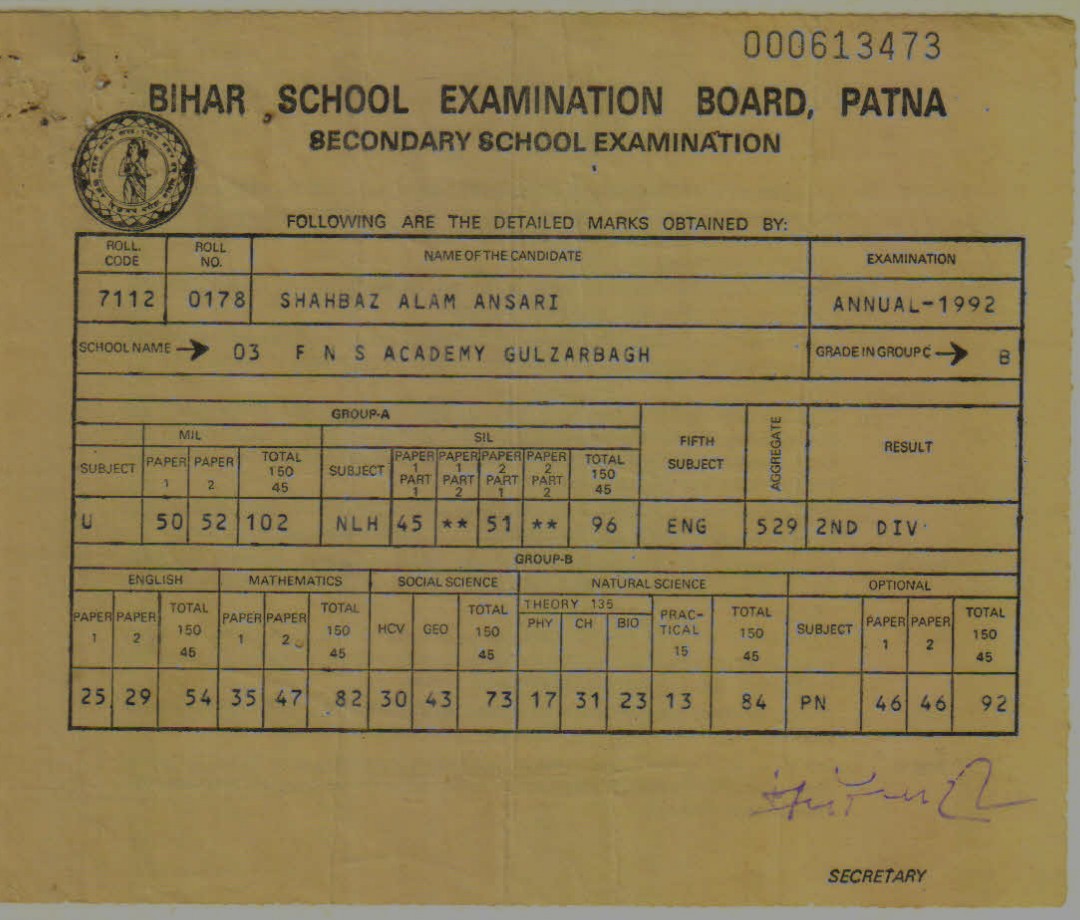 000613473
BIHAR SCHOOL EXAMINATION BOARD, PATNA
SECONDARY SCHOOL EXAMINATION
FOLLOWING ARE THE DETAILED MARKS OBTAINED BY:
ROLL. CODE ROLL NO. NAME OF THE CANDIDATE EXAMINATION
7112 0178 SHAHBAZ ALAM ANSARI ANNUAL-1992
SCHOOL NAME → 03 F N S ACADEMY GULZARBAGH GRADE IN GROUP C → B
GROUP-A
MIL SIL FIFTH SUBJECT AGGREGATE RESULT
SUBJECT PAPER 1 PAPER 2 TOTAL 150 45 SUBJECT PAPER 1 PART 1 PAPER 1 PART 2 PAPER 2 PART 1 PAPER 2 PART 2 TOTAL 150 45
U 50 52 102 NLH 45 ** 51 ** 96 ENG 529 2ND DIV
GROUP-B
ENGLISH MATHEMATICS SOCIAL SCIENCE NATURAL SCIENCE OPTIONAL
PAPER 1 PAPER 2 TOTAL 150 45 PAPER 1 PAPER 2 TOTAL 150 45 HCV GEO TOTAL 150 45 THEORY 135 PHY CH BIO PRAC-TICAL 15 TOTAL 150 45 SUBJECT PAPER 1 PAPER 2 TOTAL 150 45
25 29 54 35 47 82 30 43 73 17 31 23 13 84 PN 46 46 92
SECRETARY